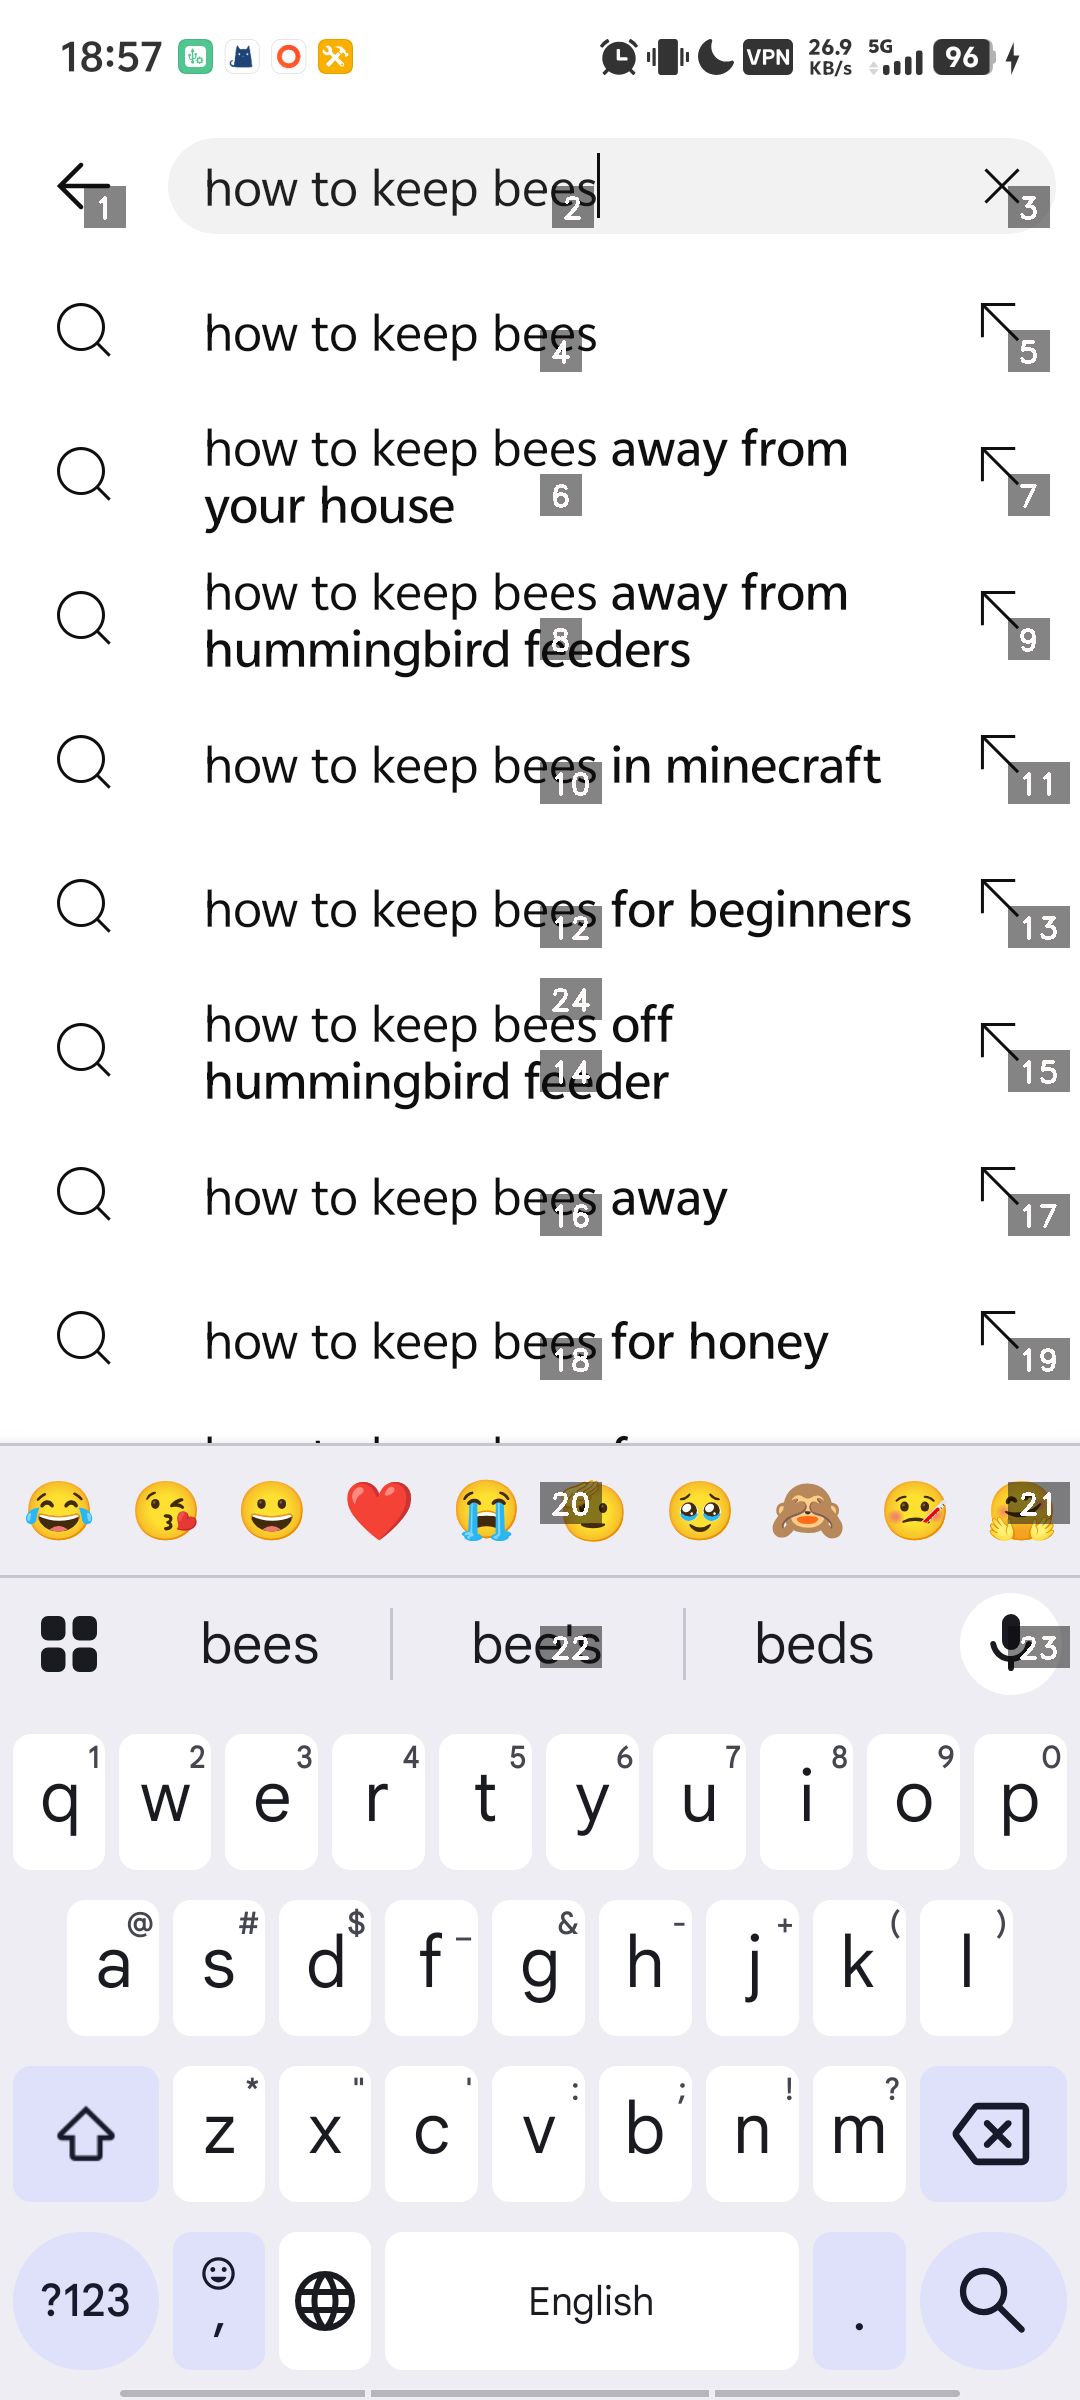 18:57 VPN 26.9 KB/s 5G 96
how to keep bees
1 2 3
how to keep bees
4 5
how to keep bees away from
your house
6 7
how to keep bees away from
hummingbird feeders
8 9
how to keep bees in minecraft
10 11
how to keep bees for beginners
12 13
24
how to keep bees off
hummingbird feeder
14 15
how to keep bees away
16 17
how to keep bees for honey
18 19
20 21
bees bee's beds
22 23
1 2 3 4 5 6 7 8 9 0
q w e r t y u i o p
@ # $ _ & - + ( )
a s d f g h j k l
* " ' : ; ! ?
z x c v b n m
?123 , English .